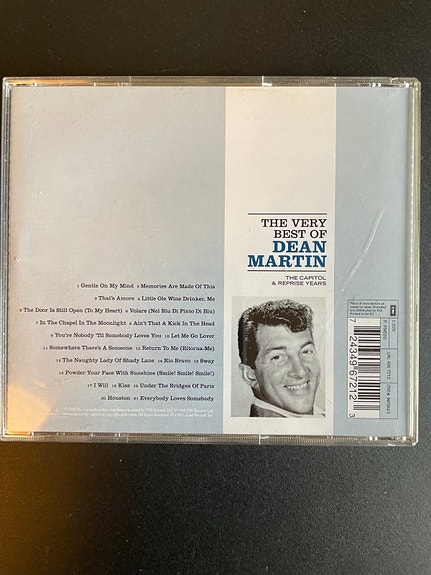 THE VERY
BEST OF
DEAN
MARTIN
THE CAPITOL
& REPRISE YEARS
1 Gentle On My Mind 2 Memories Are Made Of This
3 That's Amore 4 Little Ole Wine Drinker, Me
5 The Door Is Still Open (To My Heart) 6 Volare (Nel Blu Di Pinto Di Blu)
7 In The Chapel In The Moonlight 8 Ain't That A Kick In The Head
9 You're Nobody 'Til Somebody Loves You 10 Let Me Go Lover
11 Somewhere There's A Someone 12 Return To Me (Ritorna-Me)
13 The Naughty Lady Of Shady Lane 14 Rio Bravo 15 Sway
16 Powder Your Face With Sunshine (Smile! Smile! Smile!)
17 I Will 18 Kiss 19 Under The Bridges Of Paris
20 Houston 21 Everybody Loves Somebody
7 24349 67212 3